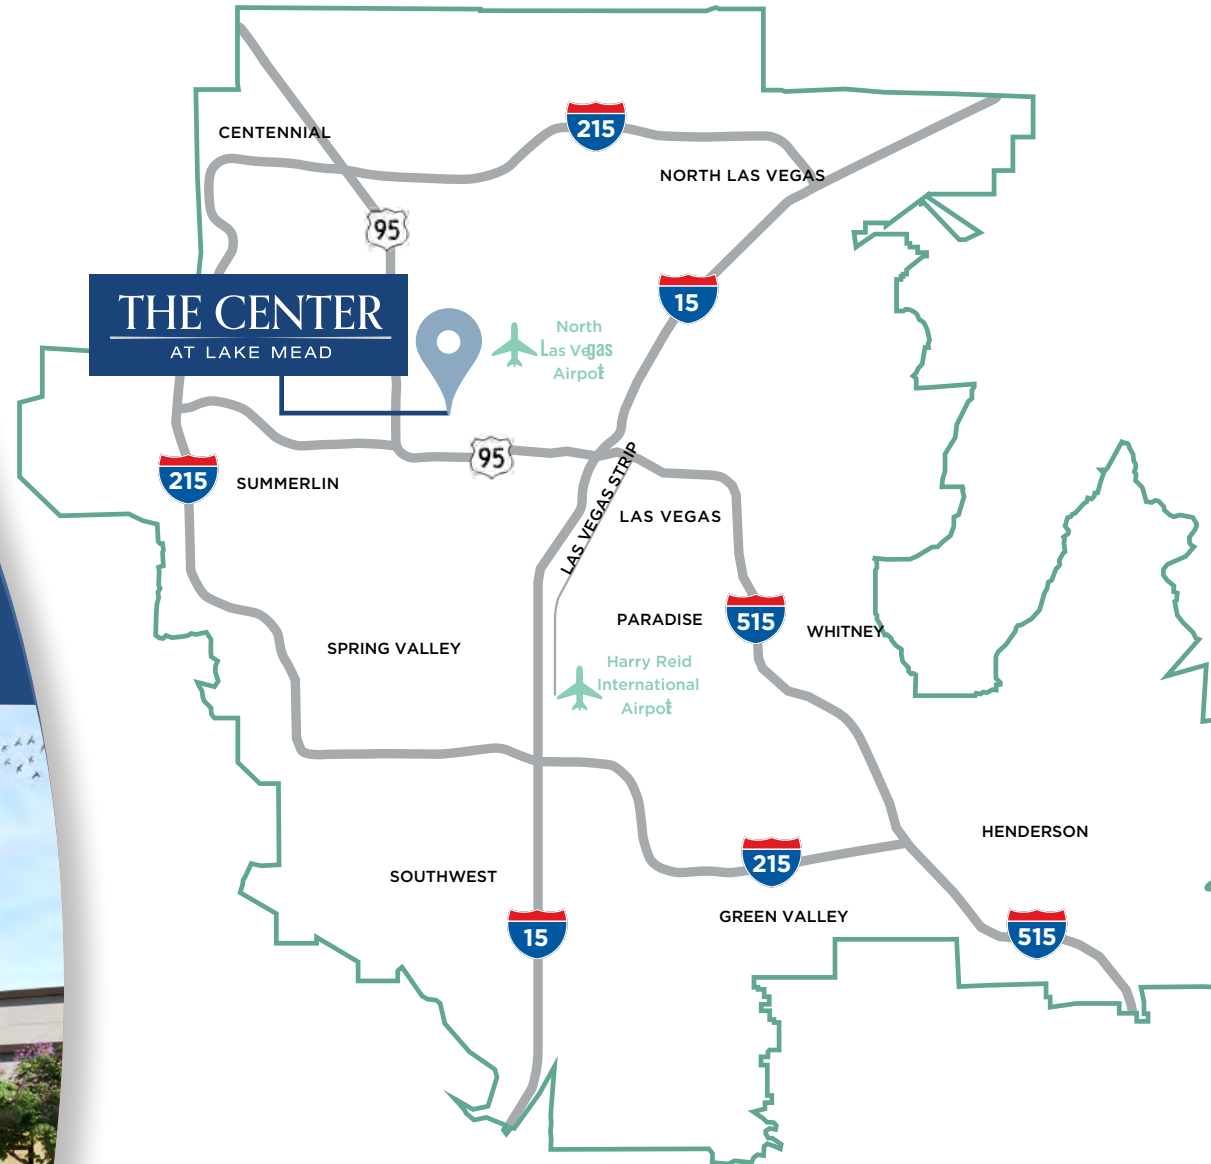 CENTENNIAL
215
NORTH LAS VEGAS
95
15
THE CENTER
AT LAKE MEAD
North
Las Vegas
Airpot
95
215
SUMMERLIN
LAS VEGAS STRIP
LAS VEGAS
PARADISE
515
WHITNEY
SPRING VALLEY
Harry Reid
International
Airpot
HENDERSON
215
SOUTHWEST
GREEN VALLEY
15
515